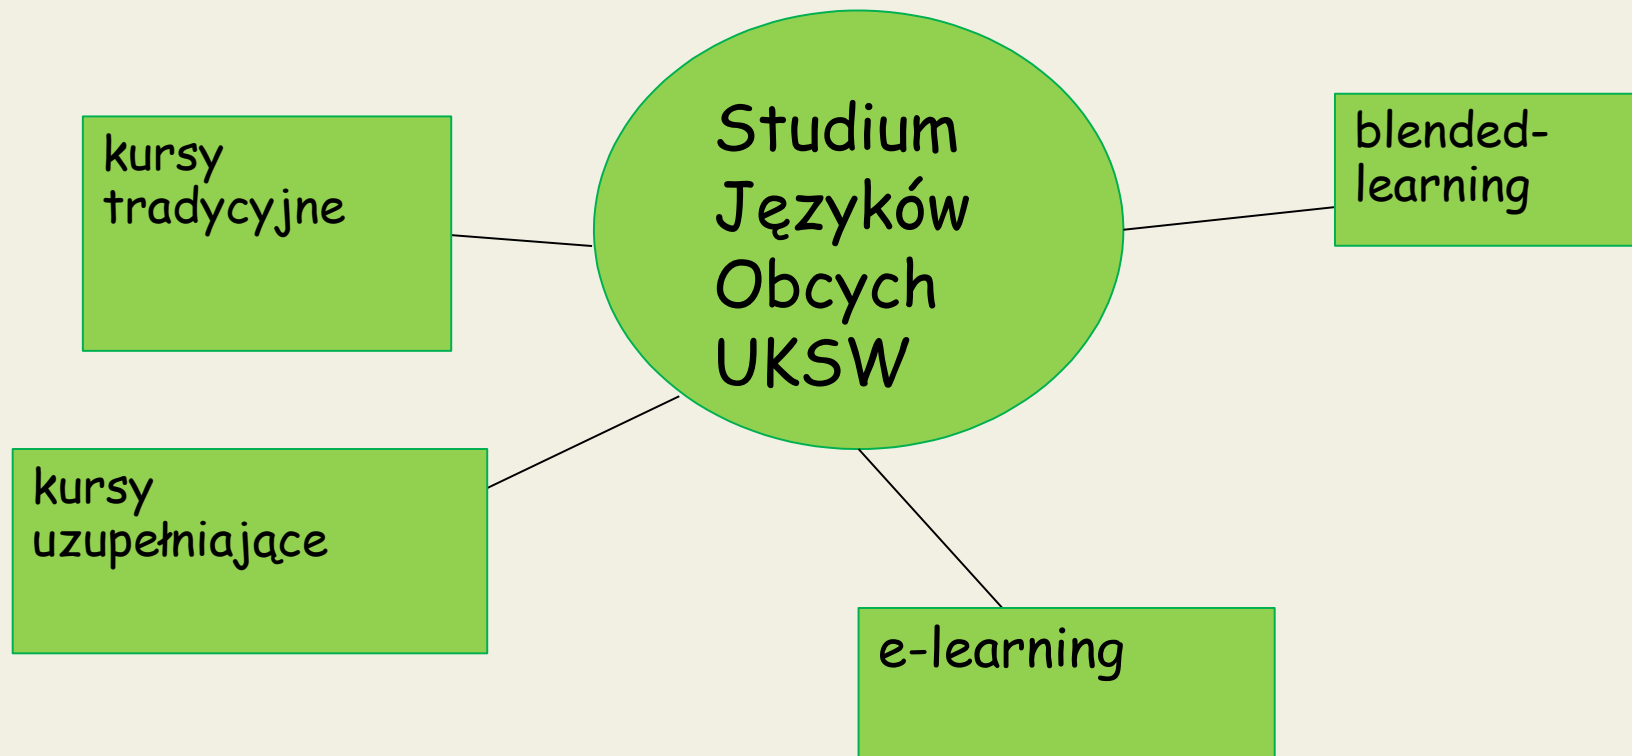 Studium
Języków
Obcych
UKSW
kursy
tradycyjne
blended-
learning
kursy
uzupełniające
e-learning